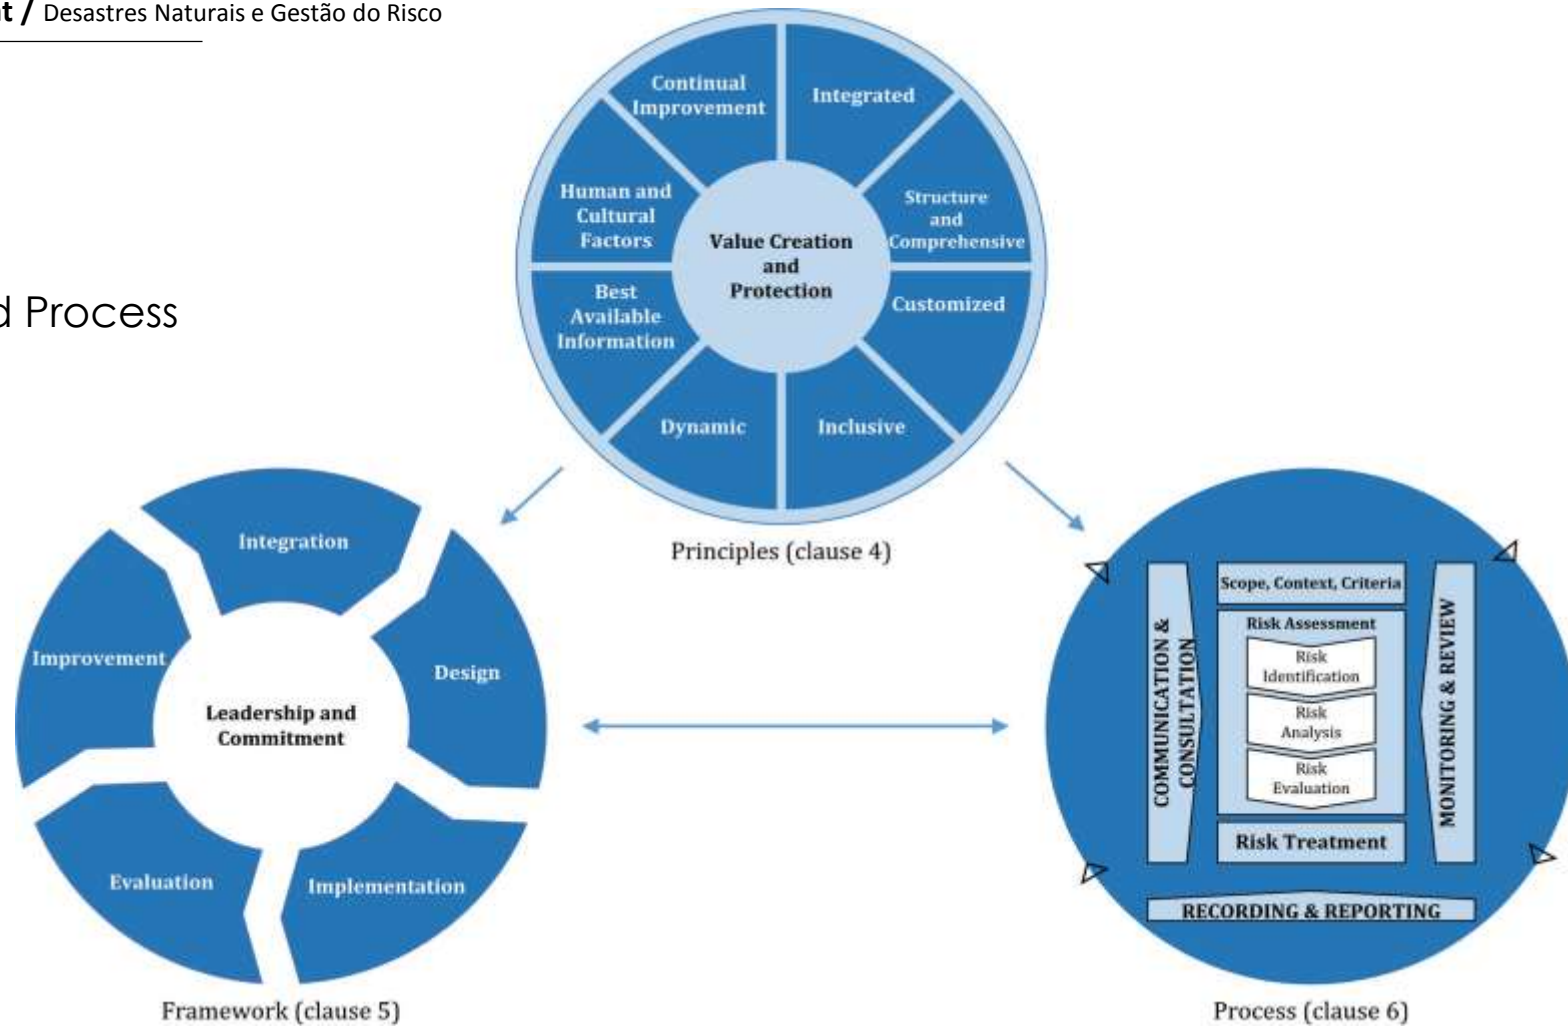 t / Desastres Naturais e Gestão do Risco
d Process
Continual
Improvement
Integrated
Structure
and
Comprehensive
Customized
Inclusive
Dynamic
Best
Available
Information
Human and
Cultural
Factors
Value Creation
and
Protection
Principles (clause 4)
Integration
Design
Implementation
Evaluation
Improvement
Leadership and
Commitment
Framework (clause 5)
COMMUNICATION &
CONSULTATION
Scope, Context, Criteria
Risk Assessment
Risk
Identification
Risk
Analysis
Risk
Evaluation
Risk Treatment
MONITORING & REVIEW
RECORDING & REPORTING
Process (clause 6)